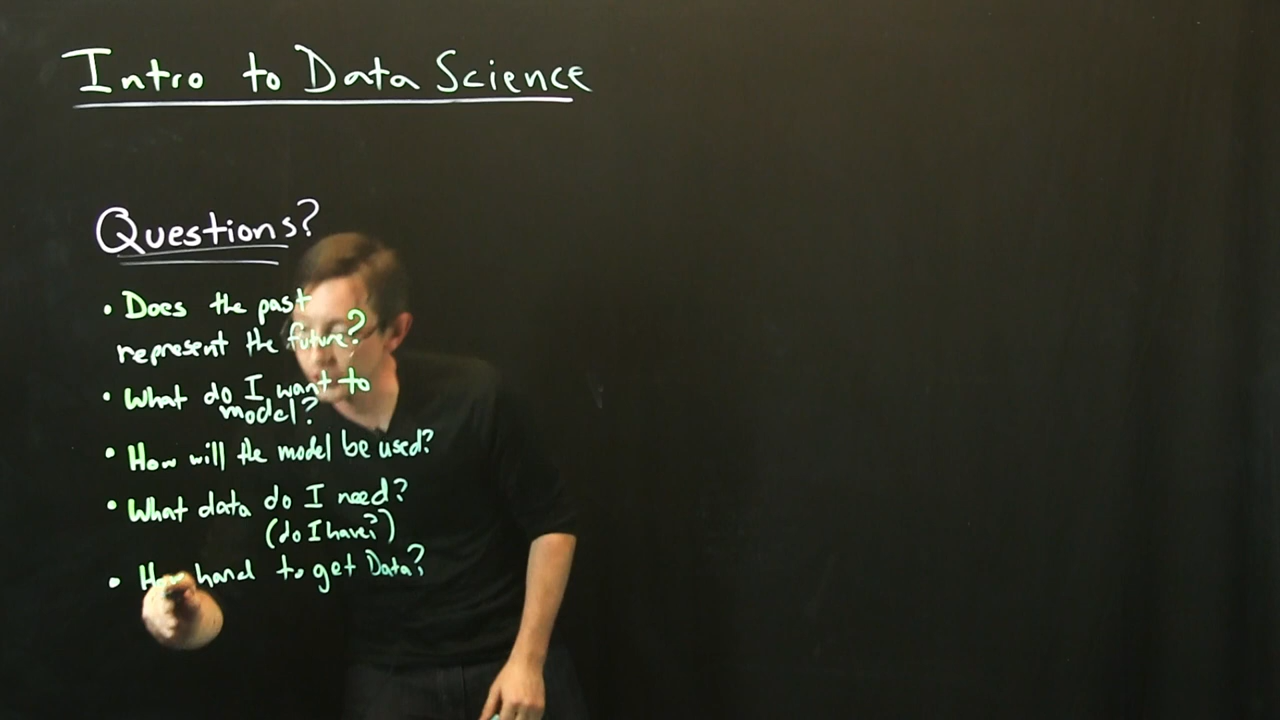 Intro to Data Science
Questions?
• Does the past
represent the future?
• What do I want to
model?
• How will the model be used?
• What data do I need?
(do I have?)
• How hard to get Data?